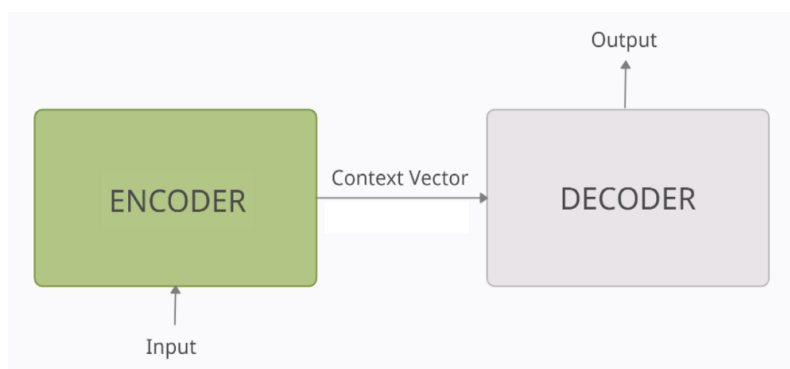 Output
Context Vector
ENCODER
DECODER
Input